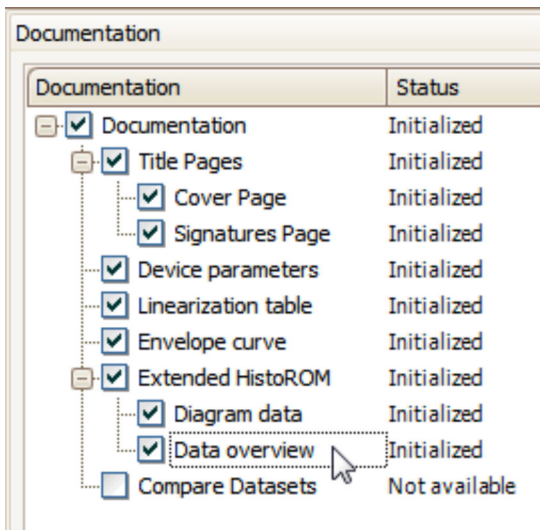 Documentation
Documentation Status
Documentation Initialized
Title Pages Initialized
Cover Page Initialized
Signatures Page Initialized
Device parameters Initialized
Linearization table Initialized
Envelope curve Initialized
Extended HistoROM Initialized
Diagram data Initialized
Data overview Initialized
Compare Datasets Not available